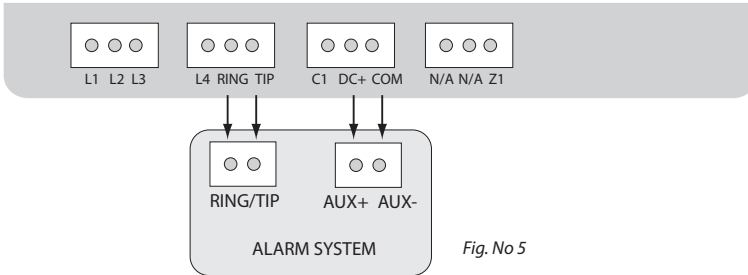 L1 L2 L3 L4 RING TIP C1 DC+ COM N/A N/A Z1
RING/TIP AUX+ AUX-
ALARM SYSTEM Fig. No 5